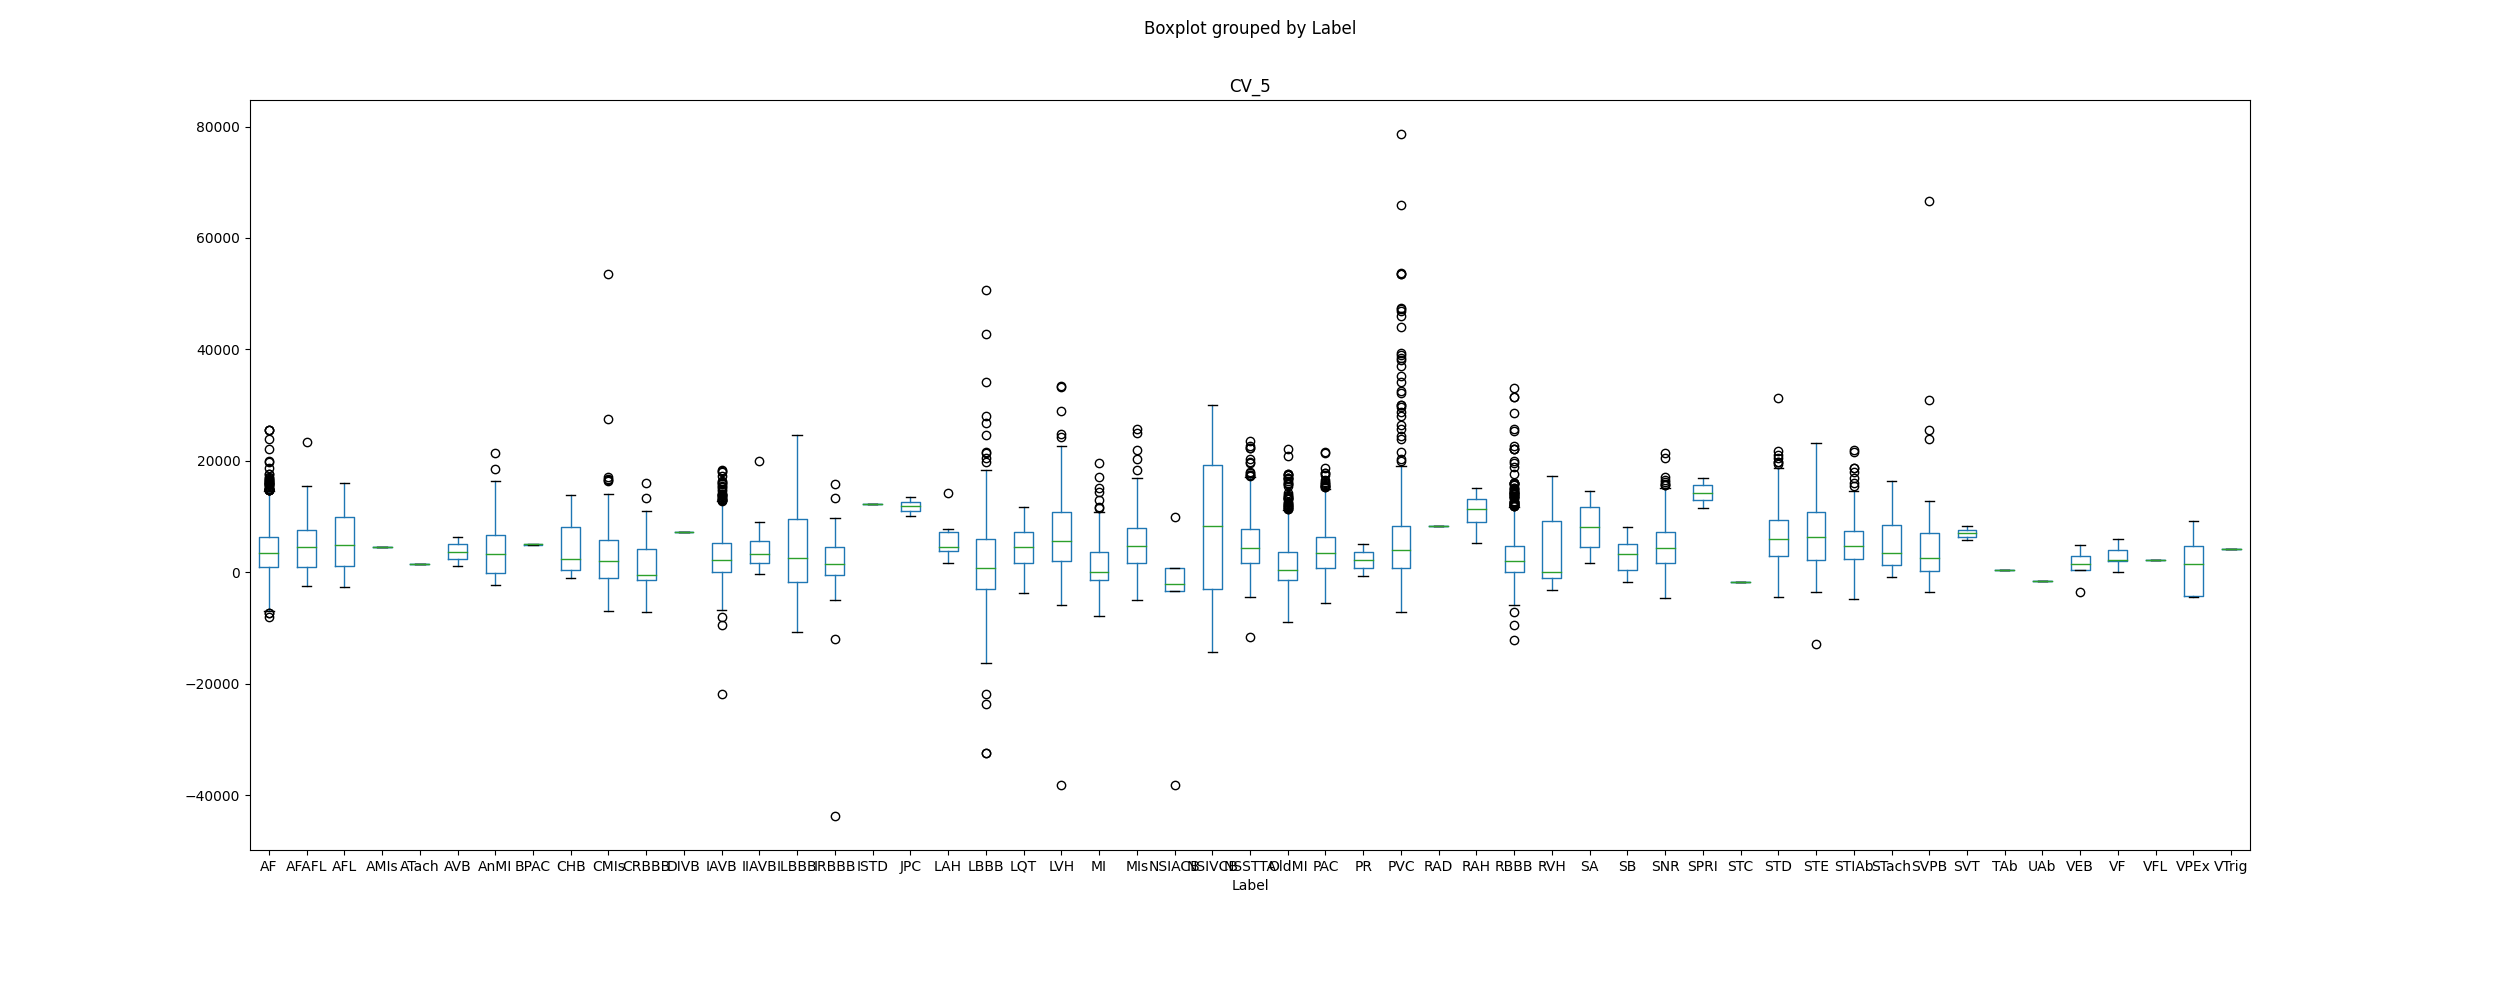 Boxplot grouped by Label
CV_5
80000
60000
40000
20000
0
−20000
−40000
AF AFAFL AFL AMIs ATach AVB AnMI BPAC CHB CMIs CRBBB DIVB IAVB IIAVB ILBBB IRBBB ISTD JPC LAH LBBB LQT LVH MI MIs NSIACB NSIVCB NSSTTA OldMI PAC PR PVC RAD RAH RBBB RVH SA SB SNR SPRI STC STD STE STIAb STach SVPB SVT TAb UAb VEB VF VFL VPEx VTrig
Label